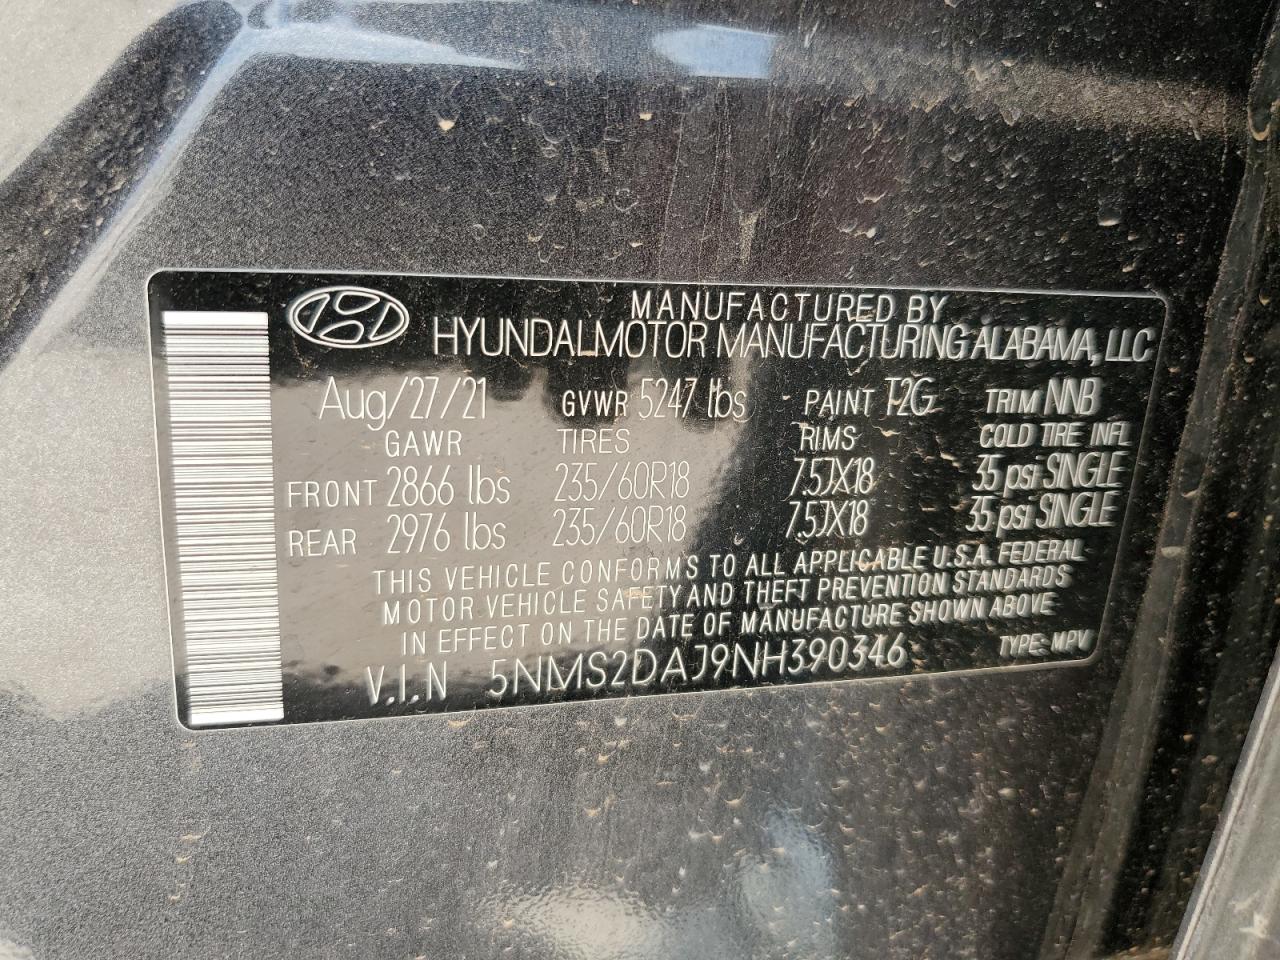 MANUFACTURED BY
HYUNDAI MOTOR MANUFACTURING ALABAMA, LLC
Aug/27/21 GVWR 5247 lbs PAINT T2G TRIM NNB
GAWR TIRES RIMS COLD TIRE INFL
FRONT 2866 lbs 235/60R18 7.5JX18 35 psi SINGLE
REAR 2976 lbs 235/60R18 7.5JX18 35 psi SINGLE
THIS VEHICLE CONFORMS TO ALL APPLICABLE U.S.A. FEDERAL
MOTOR VEHICLE SAFETY AND THEFT PREVENTION STANDARDS
IN EFFECT ON THE DATE OF MANUFACTURE SHOWN ABOVE
V.I.N 5NMS2DAJ9NH390346 TYPE: MPV